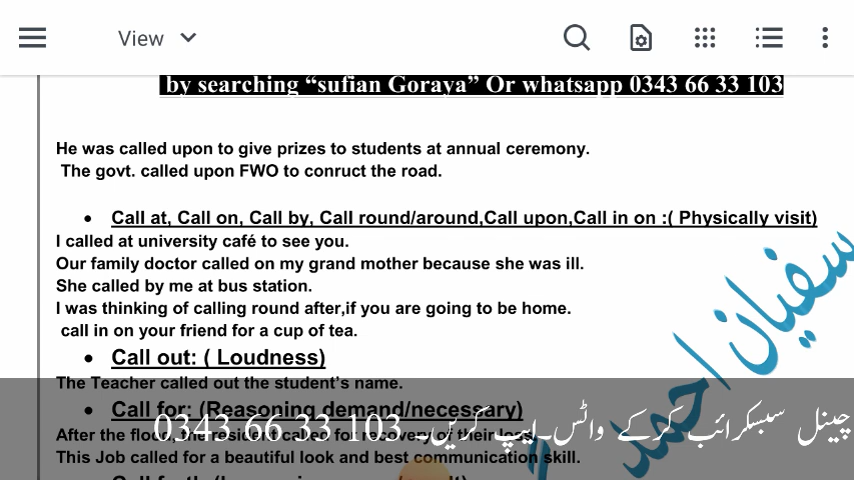 View
by searching “sufian Goraya” Or whatsapp 0343 66 33 103
He was called upon to give prizes to students at annual ceremony.
The govt. called upon FWO to conruct the road.
• Call at, Call on, Call by, Call round/around,Call upon,Call in on :( Physically visit)
I called at university café to see you.
Our family doctor called on my grand mother because she was ill.
She called by me at bus station.
I was thinking of calling round after,if you are going to be home.
call in on your friend for a cup of tea.
• Call out: ( Loudness)
The Teacher called out the student’s name.
• Call for: (Reasoning demand/necessary)
چینل سبسکرائب کرکے واٹس۔ایپ کریں۔ 0343 66 33 103
After the flood, the resident called for recovery of their loss
This Job called for a beautiful look and best communication skill.
سفیان احمد